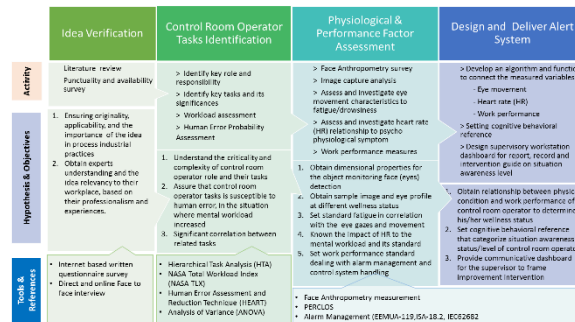 Idea Verification
Control Room Operator
Tasks Identification
Physiological &
Performance Factor
Assessment
Design and Deliver Alert
System
Activity
Literature review
Punctuality and availability
survey
> Identify key role and
responsibility
> Identify key tasks and its
significances
> Workload assessment
> Human Error Probability
Assessment
> Face Anthropometry survey
> Image capture analysis
> Assess and Investigate eye
movement characteristics to
fatigue/drowsiness
> Assess and investigate heart rate
(HR) relationship to psycho
physiological symptom
> Work performance measures
> Develop an algorithm and functio
to connect the measured variables
- Eye movement
- Heart rate (HR)
- Work performance
> Setting cognitive behavioral
reference
> Design supervisory workstation
dashboard for report, record and
intervention guide on situation
awareness level
Hypothesis & Objectives
1. Ensuring originality,
applicability, and the
importance of the idea
in process industrial
practices
2. Obtain experts
understanding and the
idea relevancy to their
workplace, based on
their professionalism and
experiences.
1. Understand the criticality and
complexity of control room
operator role and their tasks
2. Assure that control room
operator tasks is susceptible to
human error, in the situation
where mental workload
increased
3. Significant correlation between
related tasks
1. Obtain dimensional properties for
the object monitoring face (eyes)
detection
2. Obtain sample image and eye profile
at different wellness status
3. Set standard fatigue in correlation
with the eye gazes and movement
4. Known the impact of HR to the
mental workload and its standard
5. Set work performance standard
dealing with alarm management and
control system handling
1. Obtain relationship between physic
condition and work performance of
control room operator to determine
his/her wellness status
2. Set cognitive behavioral reference
that categorize situation awareness
status/level of control room operato
3. Provide communicative dashboard
for the supervisor to frame
Improvement Intervention
Tools &
References
• Internet based written
questionnaire survey
• Direct and online Face to
face interview
• Hierarchical Task Analysis (HTA)
• NASA Total Workload Index
(NASA TLX)
• Human Error Assessment and
Reduction Technique (HEART)
• Analysis of Variance (ANOVA)
• Face Anthropometry measurement
• PERCLOS
• Alarm Management (EEMUA-119,ISA-18.2, IEC62682